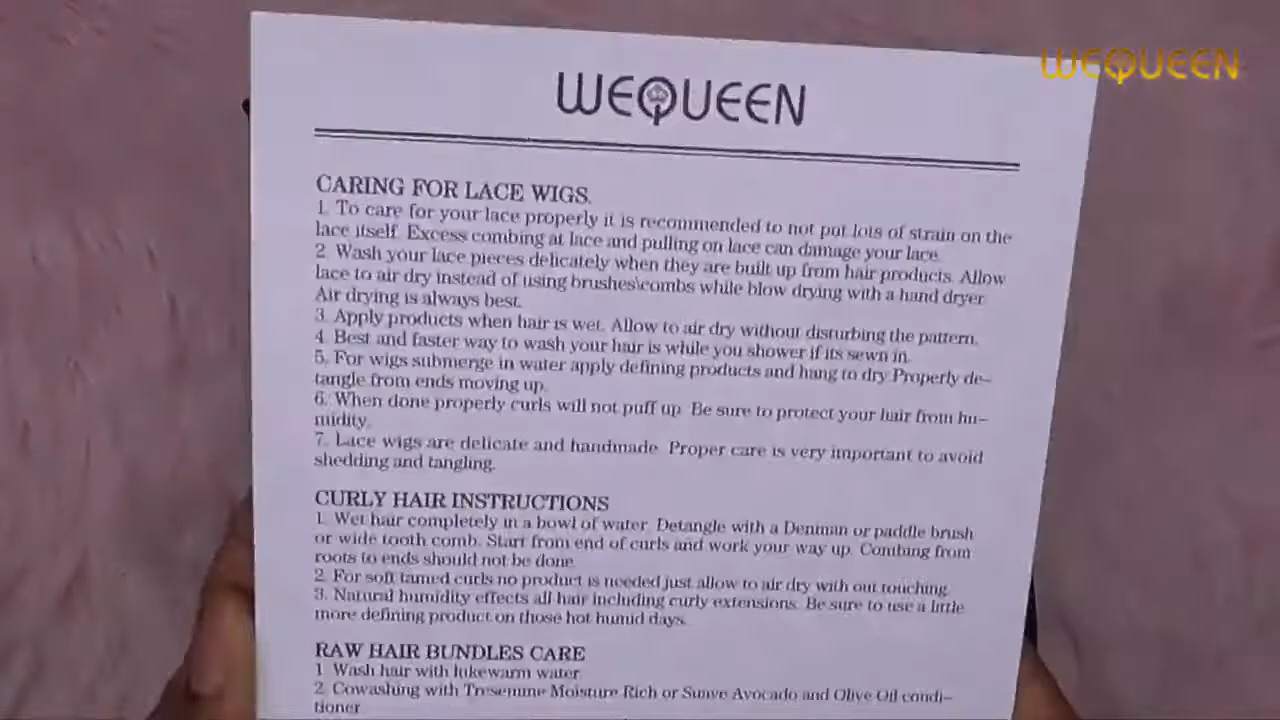 WEQUEEN
WEQUEEN
CARING FOR LACE WIGS.
1. To care for your lace properly it is recommended to not put lots of strain on the
lace itself. Excess combing at lace and pulling on lace can damage your lace.
2. Wash your lace pieces delicately when they are built up from hair products. Allow
lace to air dry instead of using brushes\combs while blow drying with a hand dryer.
Air drying is always best.
3. Apply products when hair is wet. Allow to air dry without disturbing the pattern.
4. Best and faster way to wash your hair is while you shower if its sewn in.
5. For wigs submerge in water apply defining products and hang to dry Properly de-
tangle from ends moving up.
6. When done properly curls will not puff up. Be sure to protect your hair from hu-
midity.
7. Lace wigs are delicate and handmade. Proper care is very important to avoid
shedding and tangling.
CURLY HAIR INSTRUCTIONS
1. Wet hair completely in a bowl of water. Detangle with a Denman or paddle brush
or wide tooth comb. Start from end of curls and work your way up. Combing from
roots to ends should not be done.
2. For soft tamed curls no product is needed just allow to air dry with out touching.
3. Natural humidity effects all hair including curly extensions. Be sure to use a little
more defining product on those hot humid days.
RAW HAIR BUNDLES CARE
1. Wash hair with lukewarm water.
2. Cowashing with Tresemme Moisture Rich or Suave Avocado and Olive Oil condi-
tioner